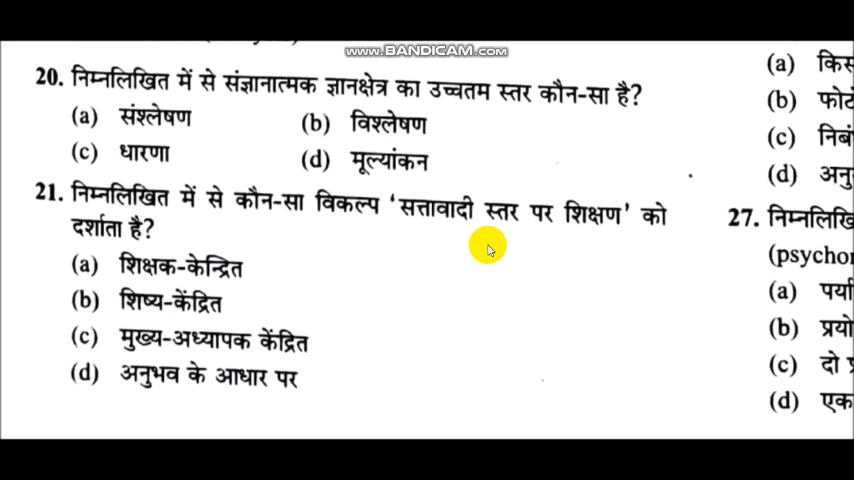 www.BANDICAM.com
20. निम्नलिखित में से संज्ञानात्मक ज्ञानक्षेत्र का उच्चतम स्तर कौन-सा है?
(a) संश्लेषण (b) विश्लेषण
(c) धारणा (d) मूल्यांकन
21. निम्नलिखित में से कौन-सा विकल्प ‘सत्तावादी स्तर पर शिक्षण’ को
दर्शाता है?
(a) शिक्षक-केन्द्रित
(b) शिष्य-केंद्रित
(c) मुख्य-अध्यापक केंद्रित
(d) अनुभव के आधार पर
(a)
(b)
(c)
(d)
27.
(a)
(b)
(c) दो
(d) एक